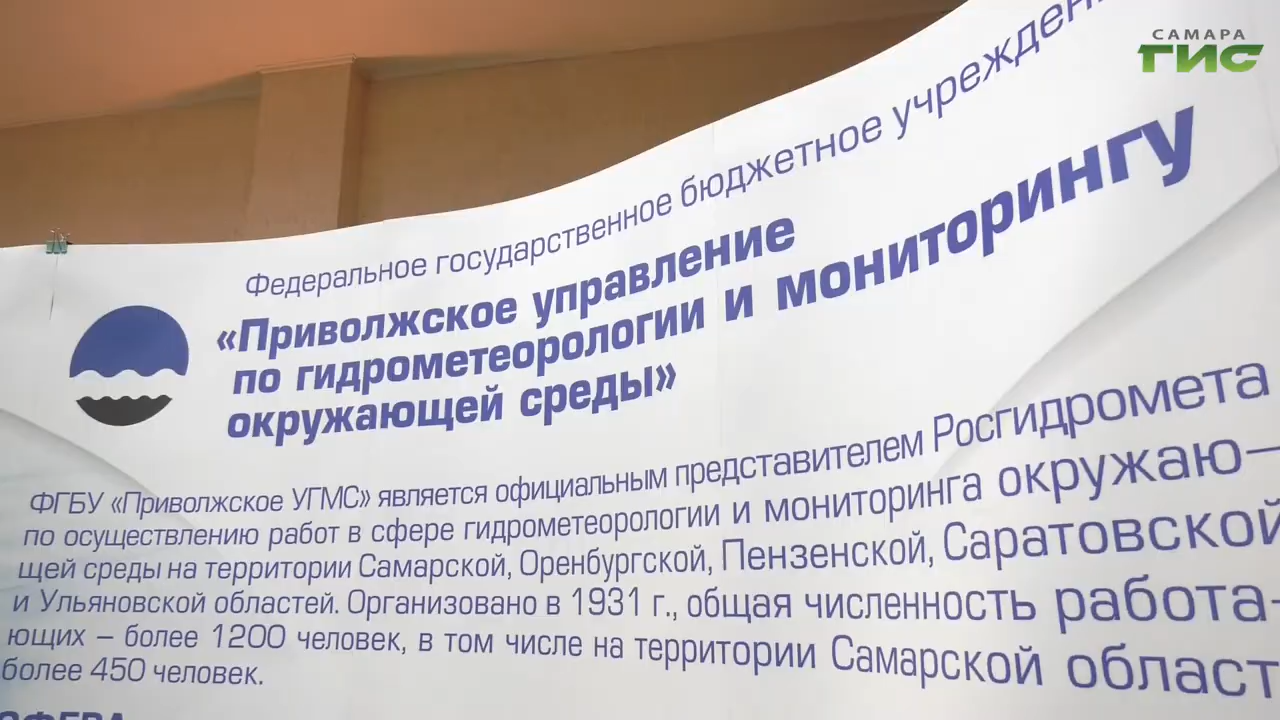 САМАРА
ГИС
Федеральное государственное бюджетное
«Приволжское управление
по гидрометеорологии и мониторингу
окружающей среды»
ФГБУ «Приволжское УГМС» является официальным представителем Росгидромета
по осуществлению работ в сфере гидрометеорологии и мониторинга окружаю-
щей среды на территории Самарской, Оренбургской, Пензенской, Саратовской
и Ульяновской областей. Организовано в 1931 г., общая численность работа-
ющих – более 1200 человек, в том числе на территории Самарской област
более 450 человек.